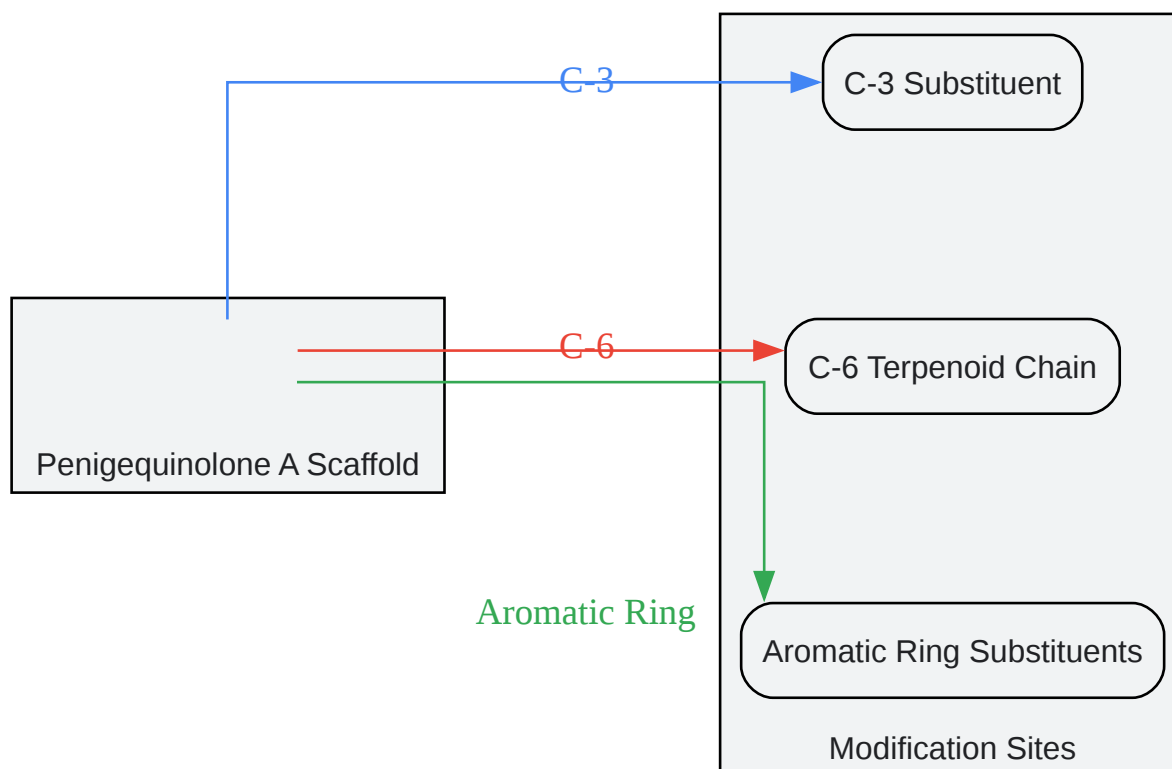 C-3
C-3 Substituent
C-6
C-6 Terpenoid Chain
Penigequinolone A Scaffold
Aromatic Ring
Aromatic Ring Substituents
Modification Sites